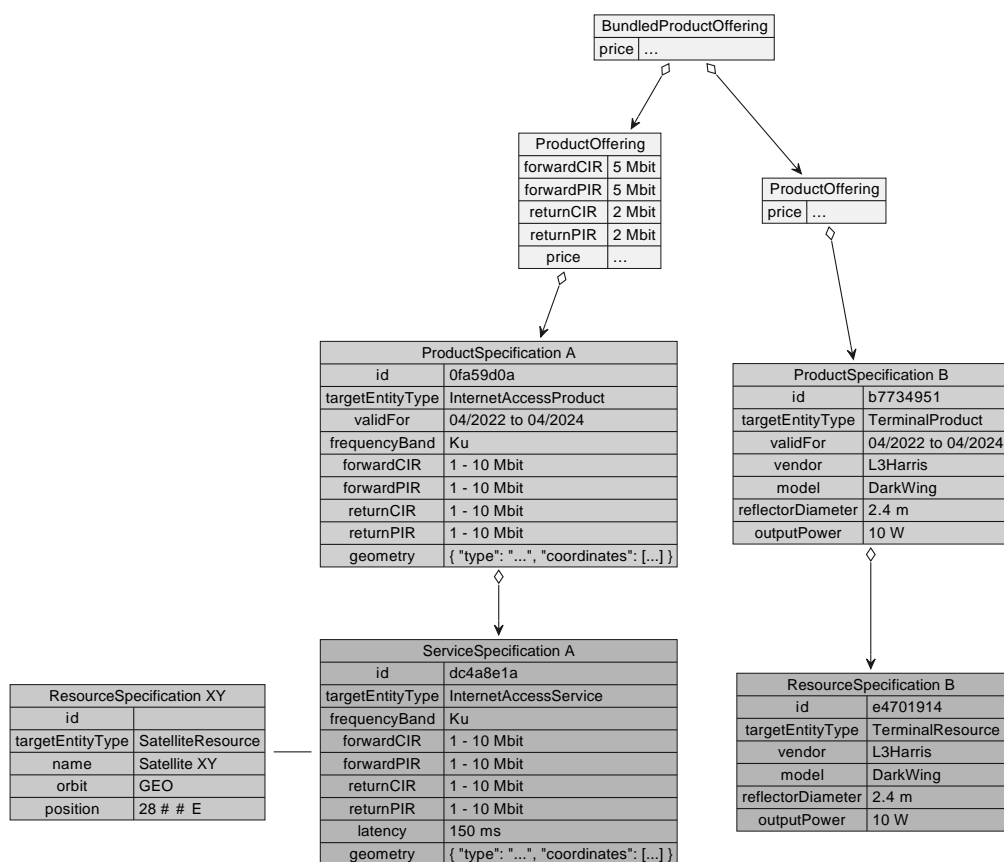 BundledProductOffering
price ...
ProductOffering
forwardCIR 5 Mbit
forwardPIR 5 Mbit
returnCIR 2 Mbit
returnPIR 2 Mbit
price ...
ProductOffering
price ...
ProductSpecification A
id 0fa59d0a
targetEntityType InternetAccessProduct
validFor 04/2022 to 04/2024
frequencyBand Ku
forwardCIR 1 - 10 Mbit
forwardPIR 1 - 10 Mbit
returnCIR 1 - 10 Mbit
returnPIR 1 - 10 Mbit
geometry { "type": "...", "coordinates": [...] }
ProductSpecification B
id b7734951
targetEntityType TerminalProduct
validFor 04/2022 to 04/2024
vendor L3Harris
model DarkWing
reflectorDiameter 2.4 m
outputPower 10 W
ResourceSpecification XY
id
targetEntityType SatelliteResource
name Satellite XY
orbit GEO
position 28 # # E
ServiceSpecification A
id dc4a8e1a
targetEntityType InternetAccessService
frequencyBand Ku
forwardCIR 1 - 10 Mbit
forwardPIR 1 - 10 Mbit
returnCIR 1 - 10 Mbit
returnPIR 1 - 10 Mbit
latency 150 ms
geometry { "type": "...", "coordinates": [...] }
ResourceSpecification B
id e4701914
targetEntityType TerminalResource
vendor L3Harris
model DarkWing
reflectorDiameter 2.4 m
outputPower 10 W